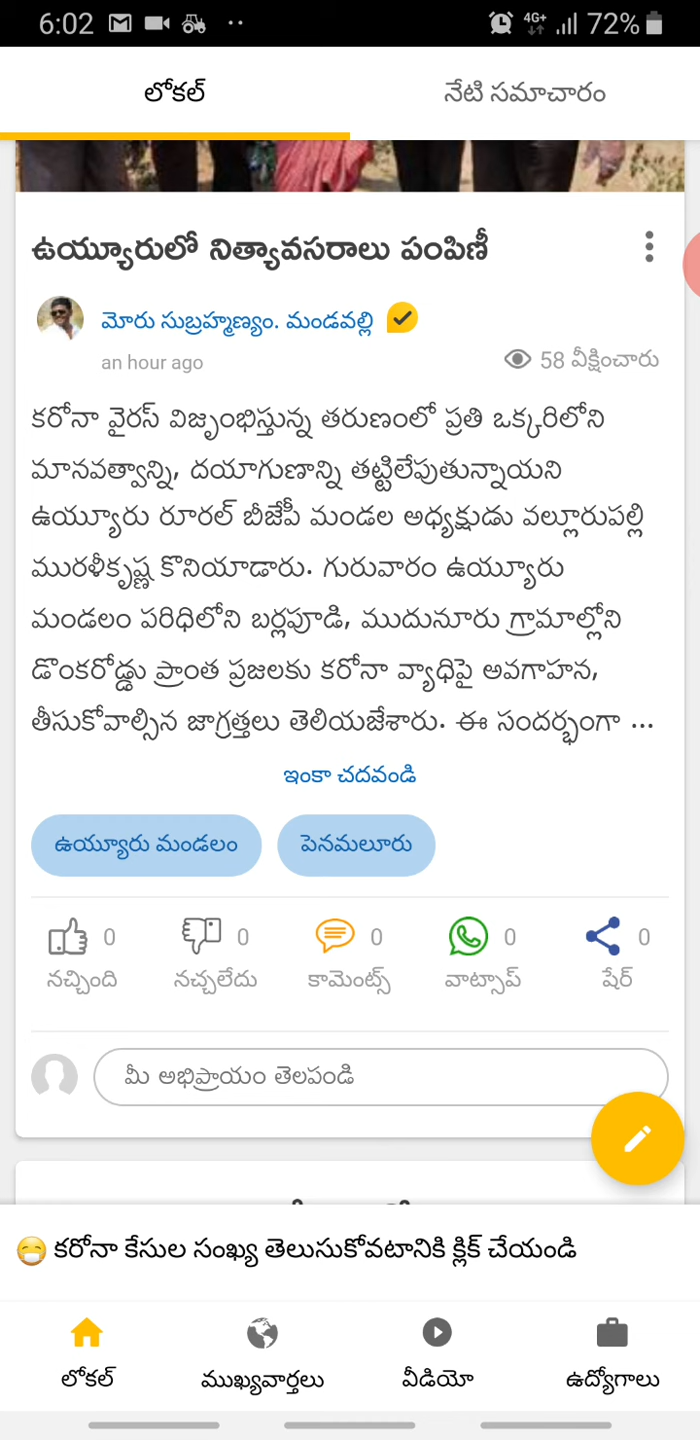 6:02
4G+ 72%
లోకల్ నేటి సమాచారం
ఉయ్యూరులో నిత్యావసరాలు పంపిణీ
మోరు సుబ్రహ్మణ్యం. మండవల్లి
an hour ago 58 వీక్షించారు
కరోనా వైరస్ విజృంభిస్తున్న తరుణంలో ప్రతి ఒక్కరిలోని
మానవత్వాన్ని, దయాగుణాన్ని తట్టిలేపుతున్నాయని
ఉయ్యూరు రూరల్ బీజేపీ మండల అధ్యక్షుడు వల్లూరుపల్లి
మురళీకృష్ణ కొనియాడారు. గురువారం ఉయ్యూరు
మండలం పరిధిలోని బర్లపూడి, ముదునూరు గ్రామాల్లోని
డొంకరోడ్డు ప్రాంత ప్రజలకు కరోనా వ్యాధిపై అవగాహన,
తీసుకోవాల్సిన జాగ్రత్తలు తెలియజేశారు. ఈ సందర్భంగా ...
ఇంకా చదవండి
ఉయ్యూరు మండలం పెనమలూరు
0 0 0 0 0
నచ్చింది నచ్చలేదు కామెంట్స్ వాట్సాప్ షేర్
మీ అభిప్రాయం తెలపండి
కరోనా కేసుల సంఖ్య తెలుసుకోవటానికి క్లిక్ చేయండి
లోకల్ ముఖ్యవార్తలు వీడియో ఉద్యోగాలు